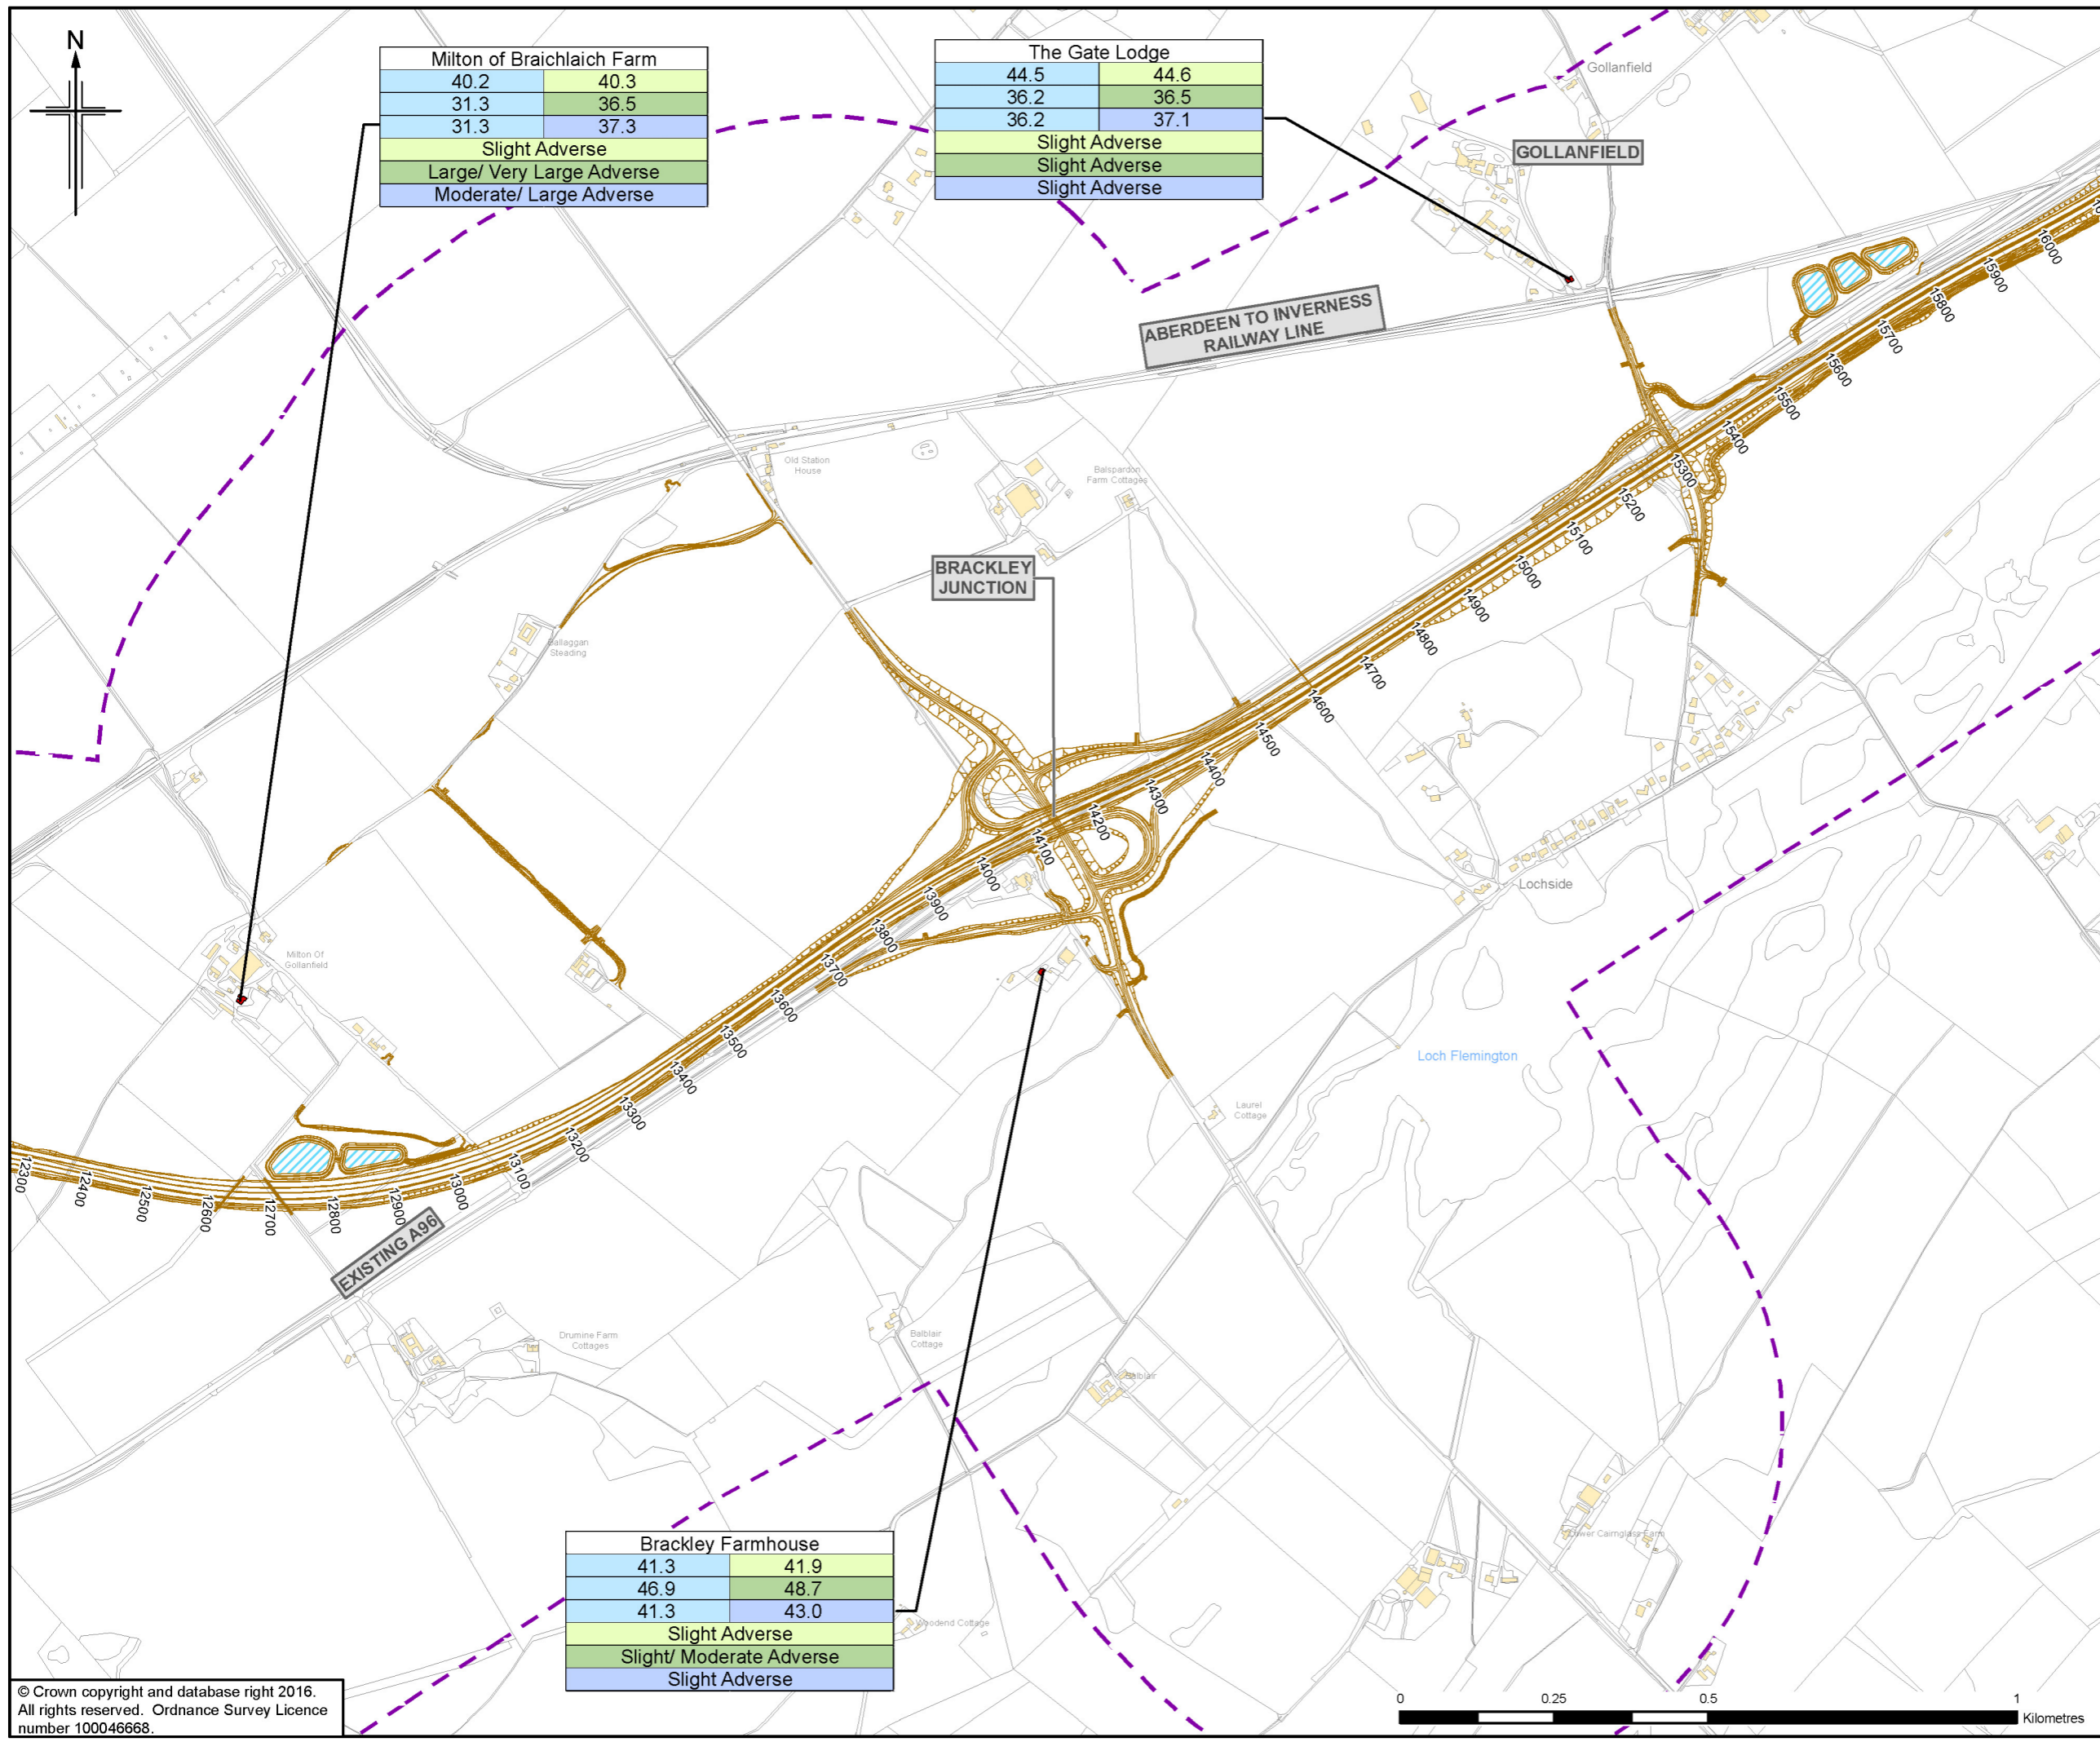 N
Milton of Braichlaich Farm
40.2 40.3
31.3 36.5
31.3 37.3
Slight Adverse
Large/ Very Large Adverse
Moderate/ Large Adverse
The Gate Lodge
44.5 44.6
36.2 36.5
36.2 37.1
Slight Adverse
Slight Adverse
Slight Adverse
Gollanfield
GOLLANFIELD
ABERDEEN TO INVERNESS
RAILWAY LINE
Old Station
House
Balspardon
Farm Cottages
BRACKLEY
JUNCTION
Ballaggan
Steading
Milton Of
Gollanfield
Lochside
Loch Flemington
Laurel
Cottage
EXISTING A96
12300
12400
12500
12600
12700
12800
12900
13000
13100
13200
13300
13400
13500
13600
13700
13800
13900
14000
14100
14200
14300
14400
14500
14600
14700
14800
14900
15000
15100
15200
15300
15400
15500
15600
15700
15800
15900
16000
Drumine Farm
Cottages
Balblair
Cottage
Balblair
Lower Cairnglass Farm
Woodend Cottage
Brackley Farmhouse
41.3 41.9
46.9 48.7
41.3 43.0
Slight Adverse
Slight/ Moderate Adverse
Slight Adverse
© Crown copyright and database right 2016.
All rights reserved. Ordnance Survey Licence
number 100046668.
0 0.25 0.5 1
Kilometres